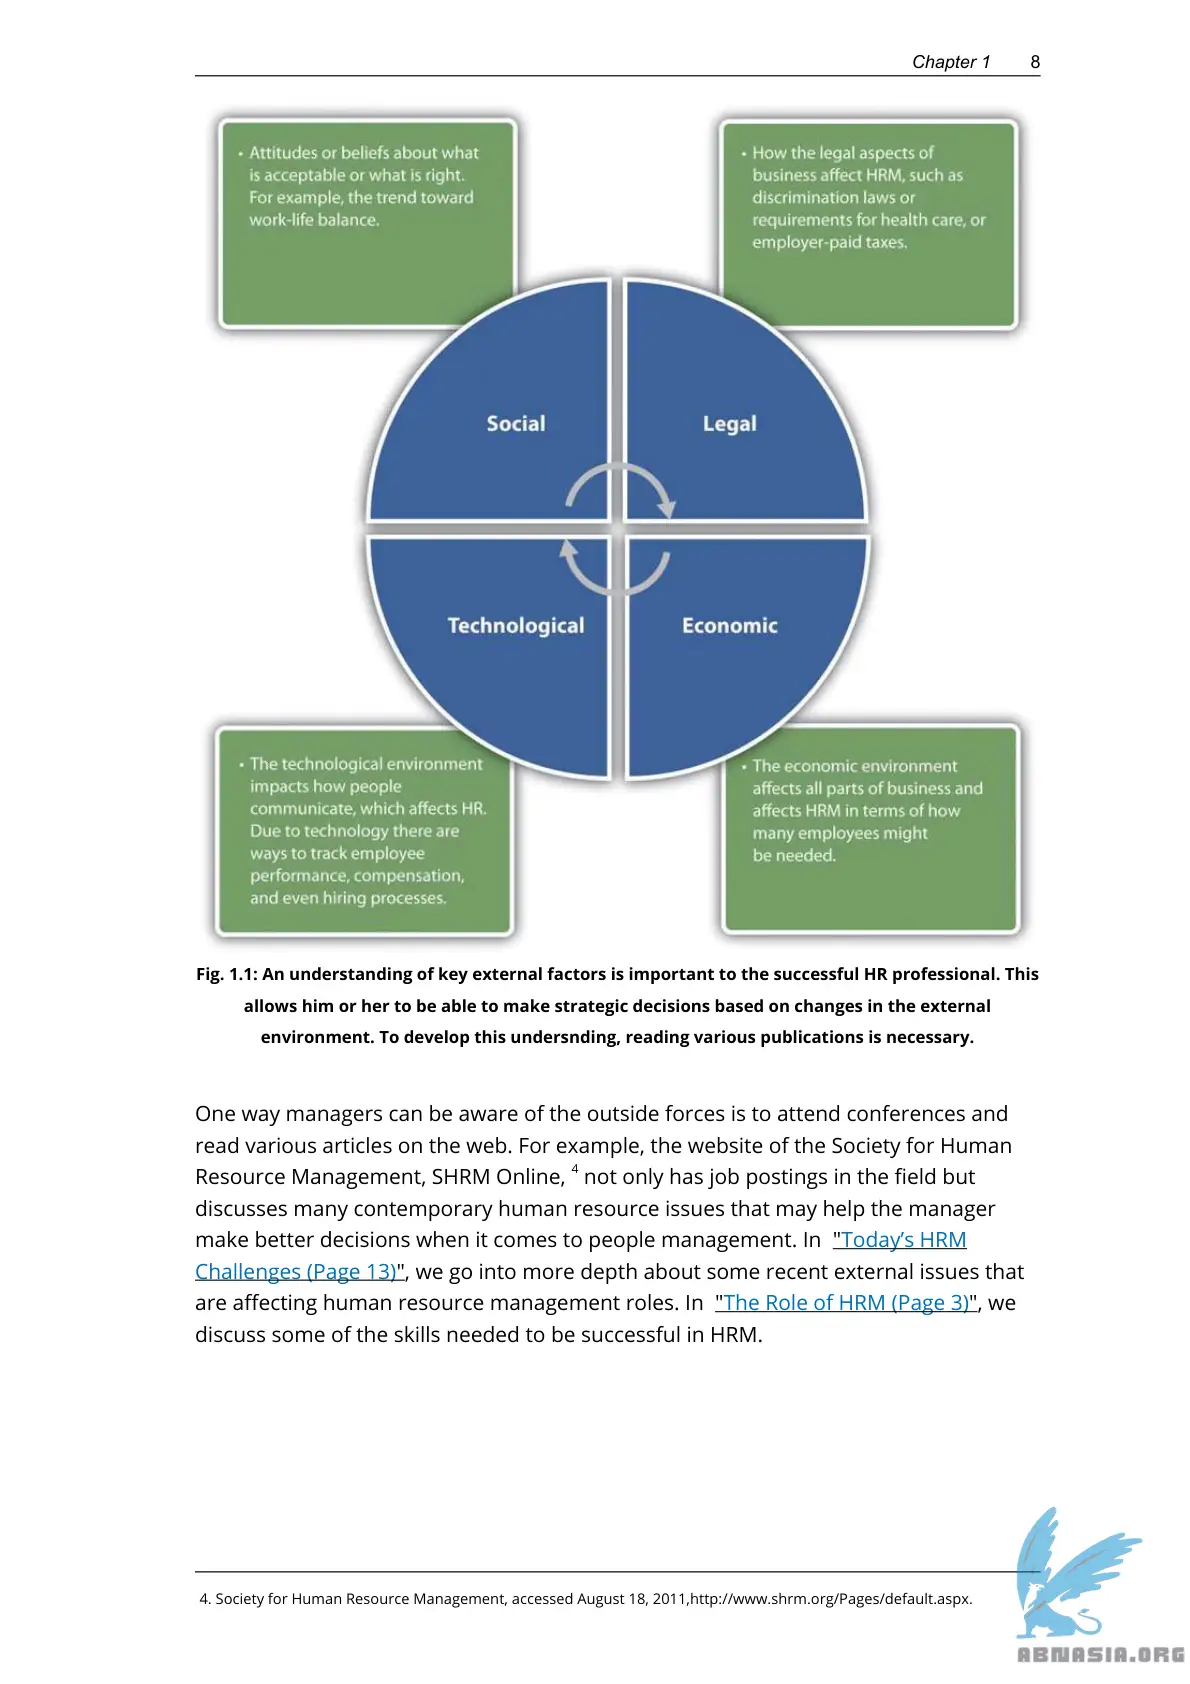 Chapter 1 8
• Attitudes or beliefs about what
is acceptable or what is right.
For example, the trend toward
work-life balance.
• How the legal aspects of
business affect HRM, such as
discrimination laws or
requirements for health care, or
employer-paid taxes.
Social
Legal
Technological
Economic
• The technological environment
impacts how people
communicate, which affects HR.
Due to technology there are
ways to track employee
performance, compensation,
and even hiring processes.
• The economic environment
affects all parts of business and
affects HRM in terms of how
many employees might
be needed.
Fig. 1.1: An understanding of key external factors is important to the successful HR professional. This
allows him or her to be able to make strategic decisions based on changes in the external
environment. To develop this undersnding, reading various publications is necessary.
One way managers can be aware of the outside forces is to attend conferences and
read various articles on the web. For example, the website of the Society for Human
Resource Management, SHRM Online, 4 not only has job postings in the field but
discusses many contemporary human resource issues that may help the manager
make better decisions when it comes to people management. In "Today’s HRM
Challenges (Page 13)", we go into more depth about some recent external issues that
are affecting human resource management roles. In "The Role of HRM (Page 3)", we
discuss some of the skills needed to be successful in HRM.
4. Society for Human Resource Management, accessed August 18, 2011,http://www.shrm.org/Pages/default.aspx.
ABNASIA.ORG